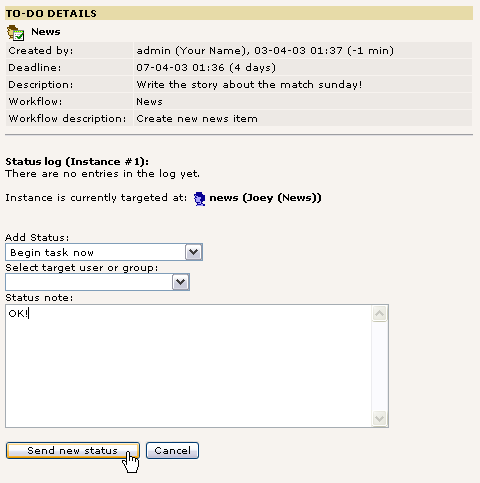 TO-DO DETAILS
News
Created by: admin (Your Name), 03-04-03 01:37 (-1 min)
Deadline: 07-04-03 01:36 (4 days)
Description: Write the story about the match sunday!
Workflow: News
Workflow description: Create new news item
Status log (Instance #1):
There are no entries in the log yet.
Instance is currently targeted at: news (Joey (News))
Add Status:
Begin task now
Select target user or group:
Status note:
OK!
Send new status Cancel